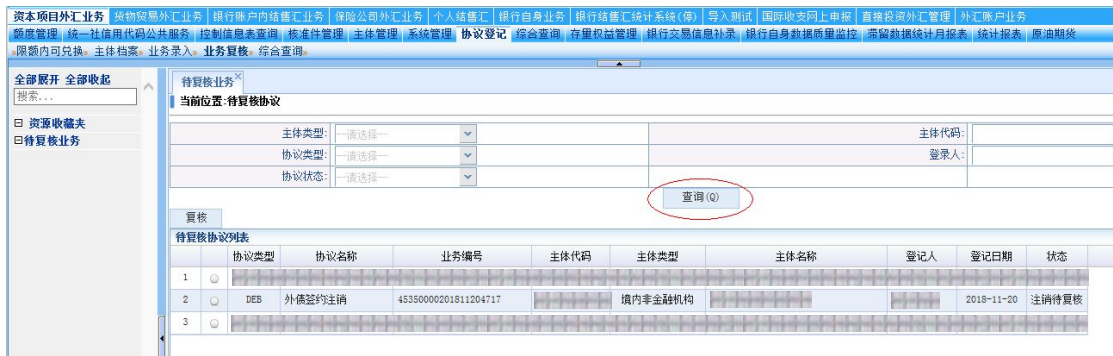 资本项目外汇业务 货物贸易外汇业务 银行账户内结售汇业务 保险公司外汇业务 个人结售汇 银行自身业务 银行结售汇统计系统(停) 导入测试 国际收支网上申报 直接投资外汇管理 外汇账户业务
额度管理 统一社信用代码公共服务 控制信息表查询 核准件管理 主体管理 系统管理 协议登记 综合查询 存量权益管理 银行交易信息补录 银行自身数据质量监控 滞留数据统计月报表 统计报表 原油期货
限额内可兑换 主体档案 业务录入 业务复核 综合查询
全部展开 全部收起
搜索...
资源收藏夹
待复核业务
待复核业务
当前位置:待复核协议
主体类型: --请选择-- 主体代码:
协议类型: --请选择-- 登录人:
协议状态: --请选择--
查询(Q)
复核
待复核协议列表
协议类型 协议名称 业务编号 主体代码 主体类型 主体名称 登记人 登记日期 状态
1
2 DEB 外债签约注销 45350000201811204717 境内非金融机构 2018-11-20 注销待复核
3